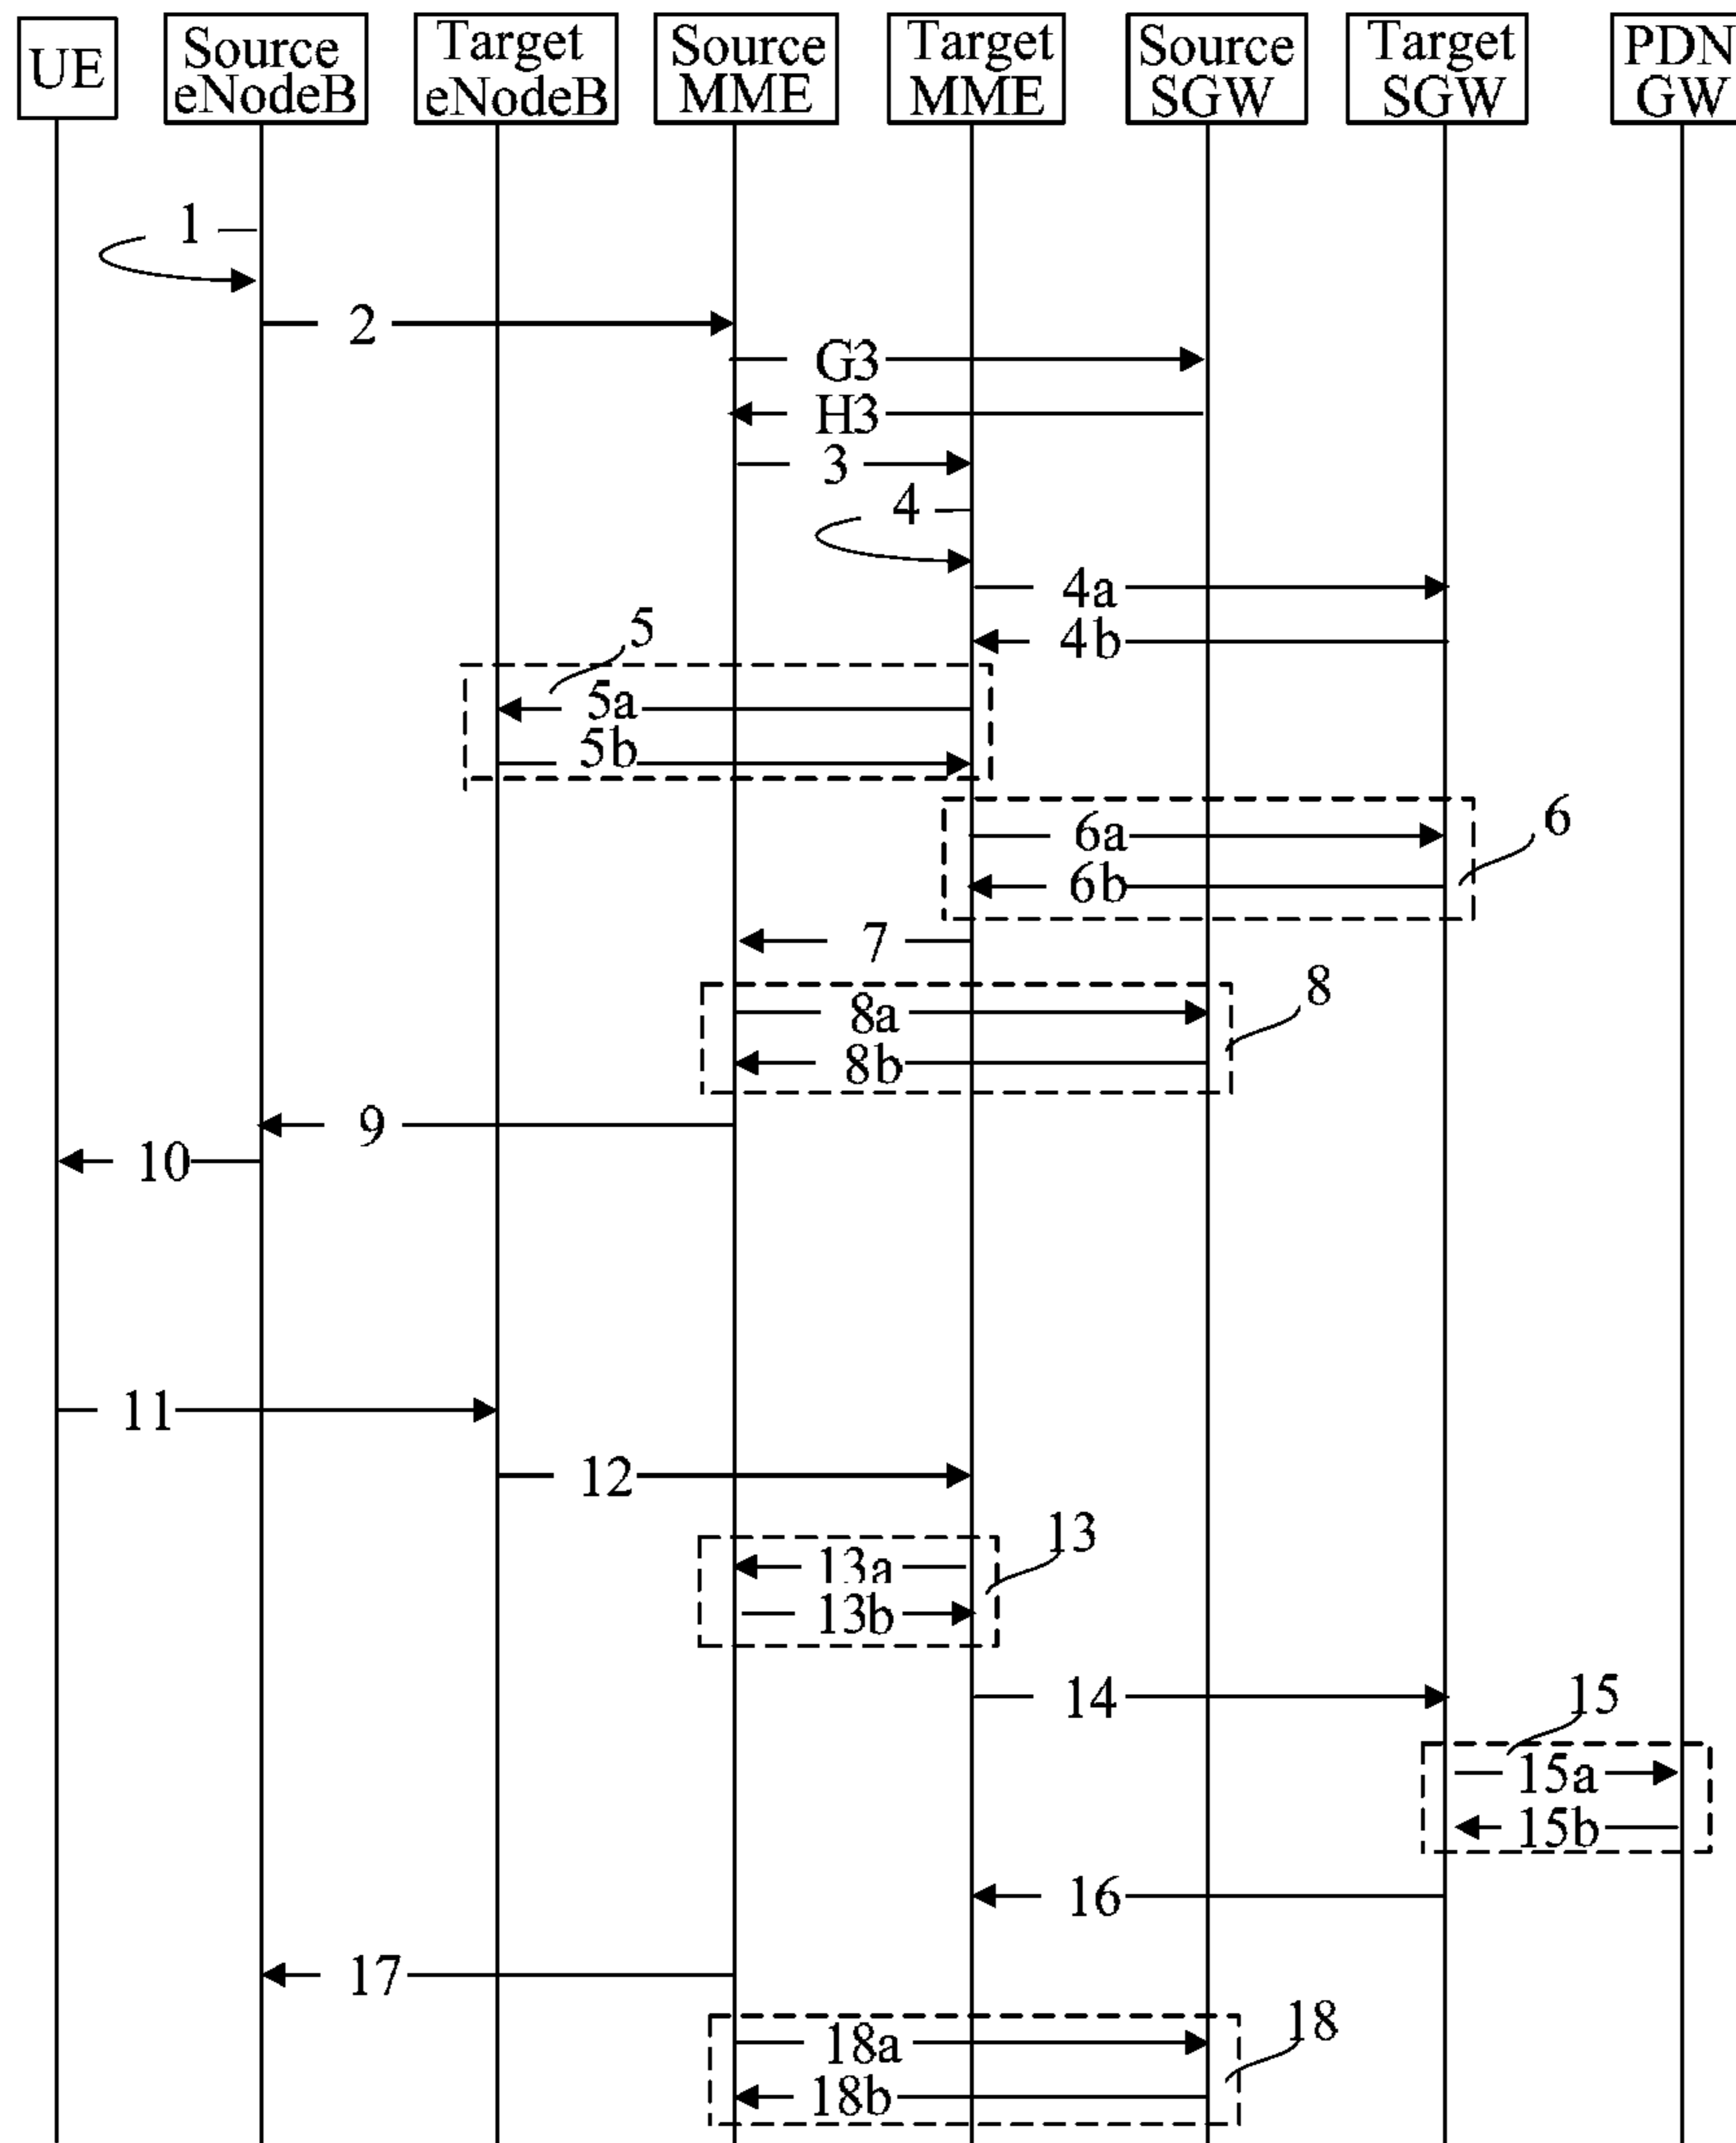 UE
Source
eNodeB
Target
eNodeB
Source
MME
Target
MME
Source
SGW
Target
SGW
PDN
GW
1
2
G3
H3
3
4
4a
4b
5
5a
5b
6
6a
6b
7
8
8a
8b
9
10
11
12
13
13a
13b
14
15
15a
15b
16
17
18
18a
18b